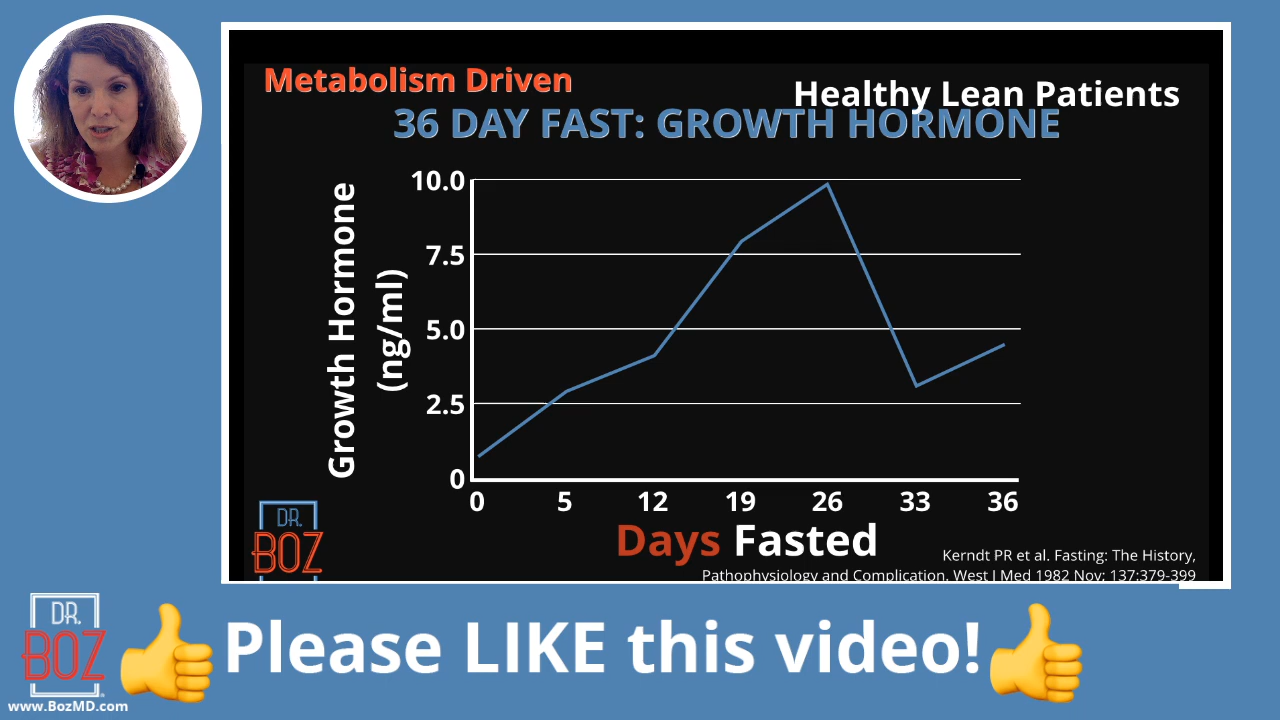 Metabolism Driven
Healthy Lean Patients
36 DAY FAST: GROWTH HORMONE
Growth Hormone
(ng/ml)
10.0
7.5
5.0
2.5
0
0 5 12 19 26 33 36
Days Fasted
DR.
BOZ
Kerndt PR et al. Fasting: The History,
Pathophysiology and Complication. West J Med 1982 Nov; 137:379-399
DR.
BOZ
Please LIKE this video!
www.BozMD.com